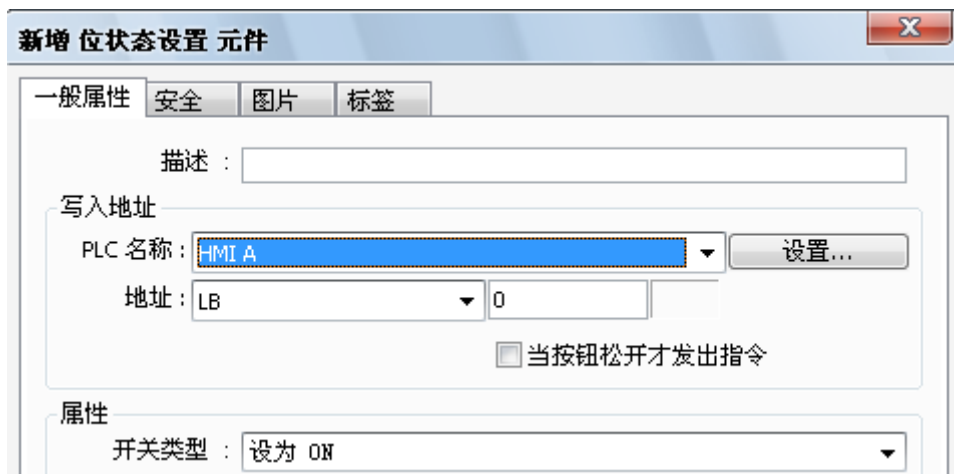 新增 位状态设置 元件
一般属性 安全 图片 标签
描述 :
写入地址
PLC 名称 : HMI A 设置...
地址 : LB 0
当按钮松开才发出指令
属性
开关类型 : 设为 ON